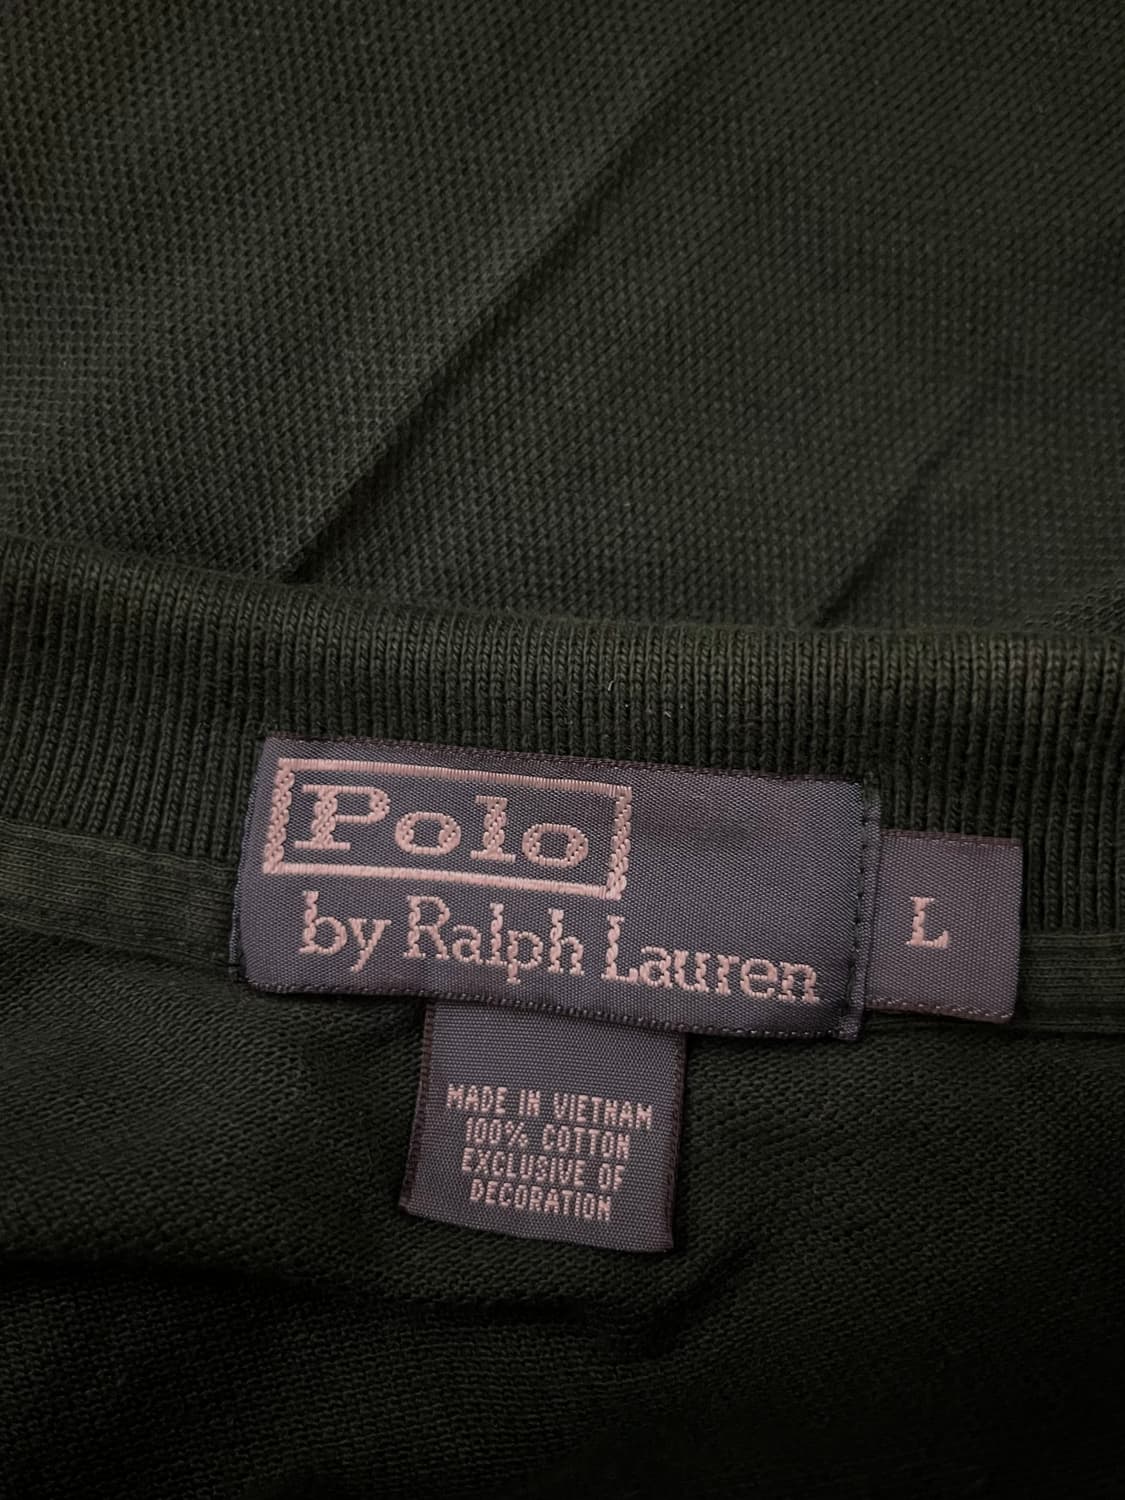 Polo
by Ralph Lauren
L
MADE IN VIETNAM
100% COTTON
EXCLUSIVE OF
DECORATION